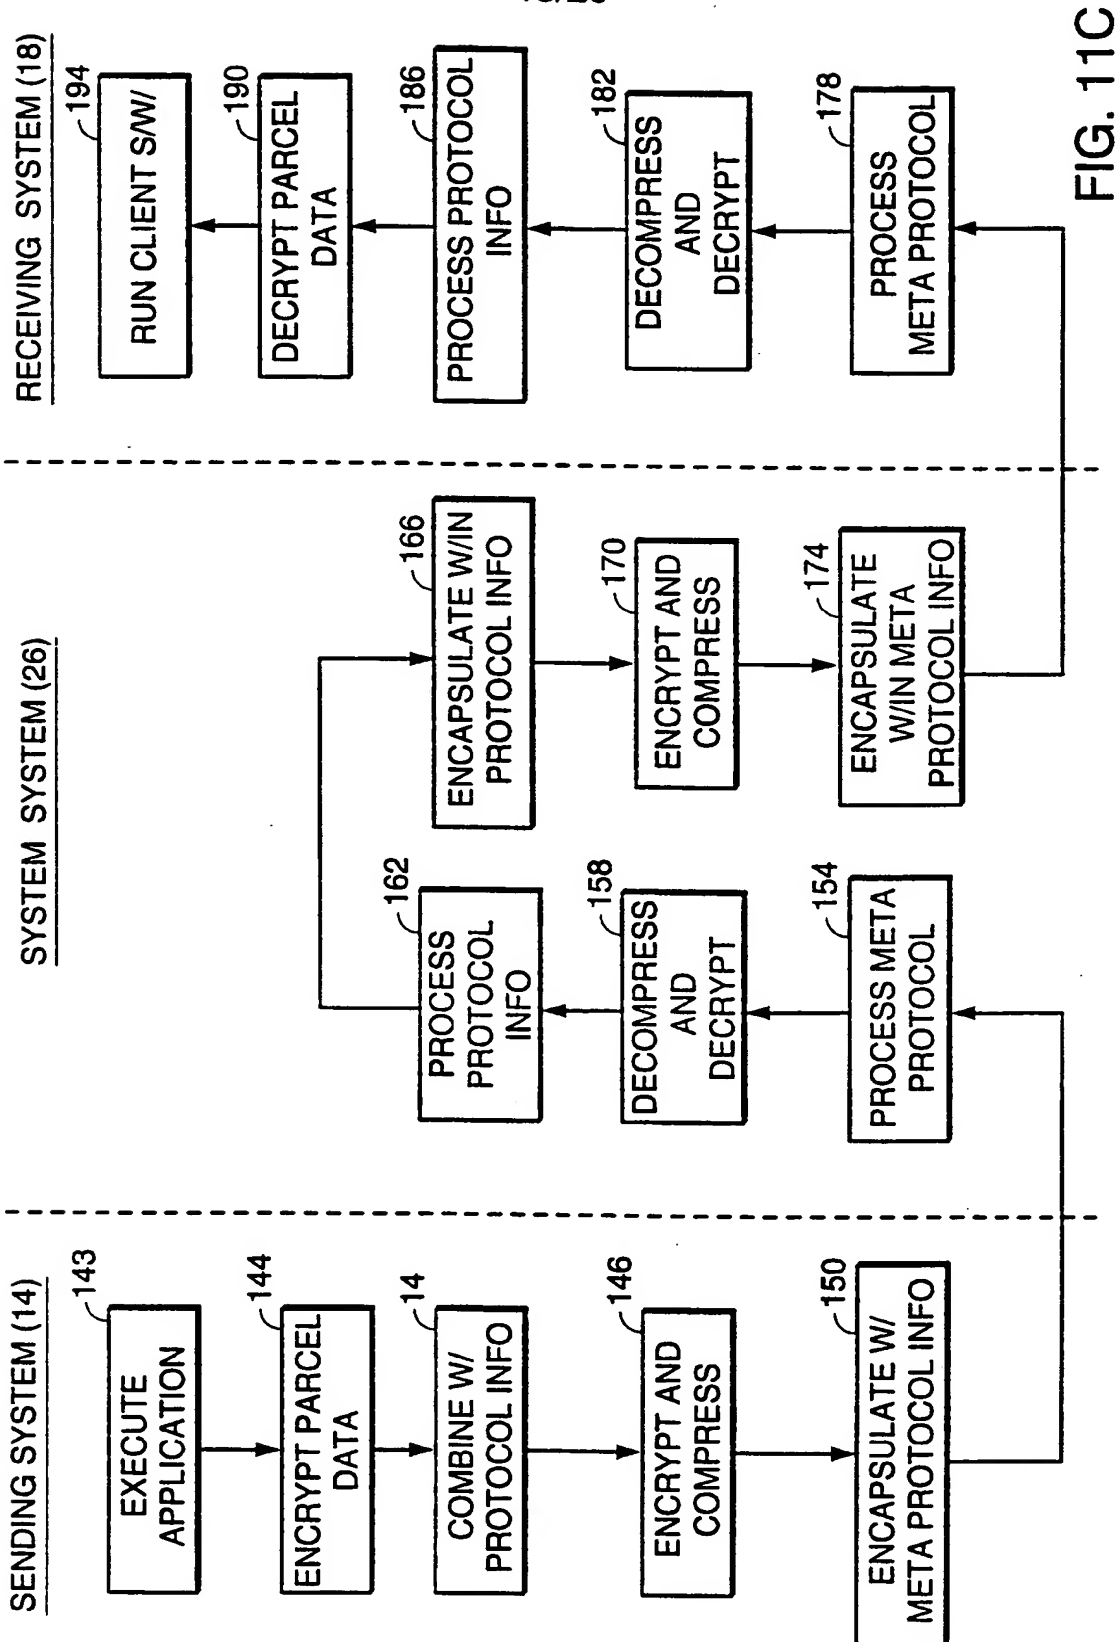 SENDING SYSTEM (14)
143
EXECUTE
APPLICATION
144
ENCRYPT PARCEL
DATA
14
COMBINE W/
PROTOCOL INFO
146
ENCRYPT AND
COMPRESS
150
ENCAPSULATE W/
META PROTOCOL INFO
SYSTEM SYSTEM (26)
162
PROCESS
PROTOCOL
INFO
158
DECOMPRESS
AND
DECRYPT
154
PROCESS META
PROTOCOL
166
ENCAPSULATE W/IN
PROTOCOL INFO
170
ENCRYPT AND
COMPRESS
174
ENCAPSULATE
W/IN META
PROTOCOL INFO
RECEIVING SYSTEM (18)
194
RUN CLIENT S/W/
190
DECRYPT PARCEL
DATA
186
PROCESS PROTOCOL
INFO
182
DECOMPRESS
AND
DECRYPT
178
PROCESS
META PROTOCOL
FIG. 11C